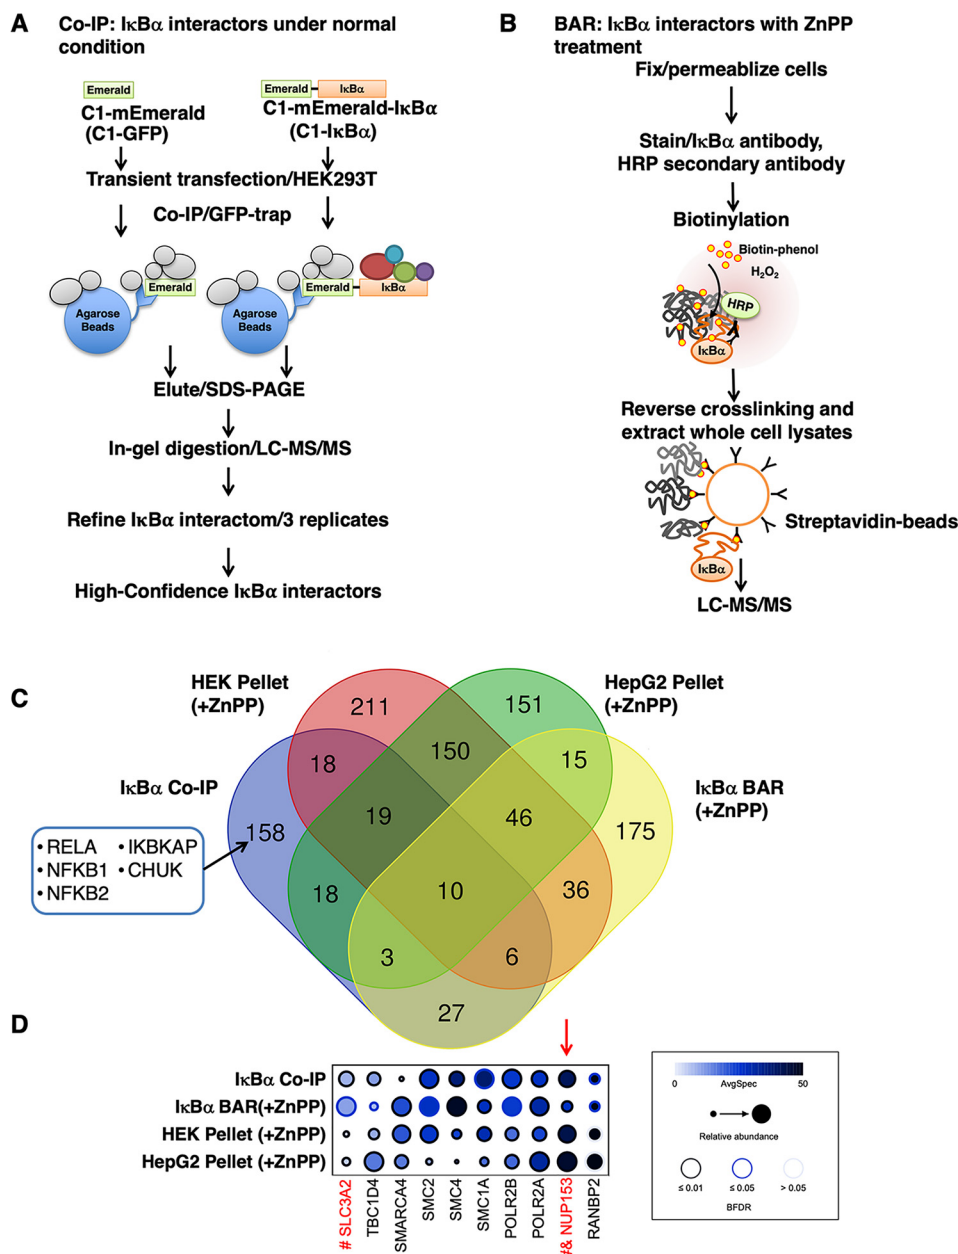 A
Co-IP: IκBα interactors under normal
condition
Emerald
C1-mEmerald
(C1-GFP)
Emerald
IκBα
C1-mEmerald-IκBα
(C1-IκBα)
Transient transfection/HEK293T
Co-IP/GFP-trap
Agarose
Beads
Emerald
Agarose
Beads
Emerald
IκBα
Elute/SDS-PAGE
In-gel digestion/LC-MS/MS
Refine IκBα interactom/3 replicates
High-Confidence IκBα interactors
B
BAR: IκBα interactors with ZnPP
treatment
Fix/permeablize cells
Stain/IκBα antibody,
HRP secondary antibody
Biotinylation
Biotin-phenol
H₂O₂
HRP
IκBα
Reverse crosslinking and
extract whole cell lysates
Streptavidin-beads
IκBα
LC-MS/MS
C
HEK Pellet
(+ZnPP)
HepG2 Pellet
(+ZnPP)
IκBα Co-IP
IκBα BAR
(+ZnPP)
211
151
150
18
15
19
46
158
175
18
10
36
3
6
27
• RELA • IKBKAP
• NFKB1 • CHUK
• NFKB2
D
IκBα Co-IP
IκBα BAR(+ZnPP)
HEK Pellet (+ZnPP)
HepG2 Pellet (+ZnPP)
# SLC3A2
TBC1D4
SMARCA4
SMC2
SMC4
SMC1A
POLR2B
POLR2A
#& NUP153
RANBP2
0 50
AvgSpec
Relative abundance
≤ 0.01 ≤ 0.05 > 0.05
BFDR